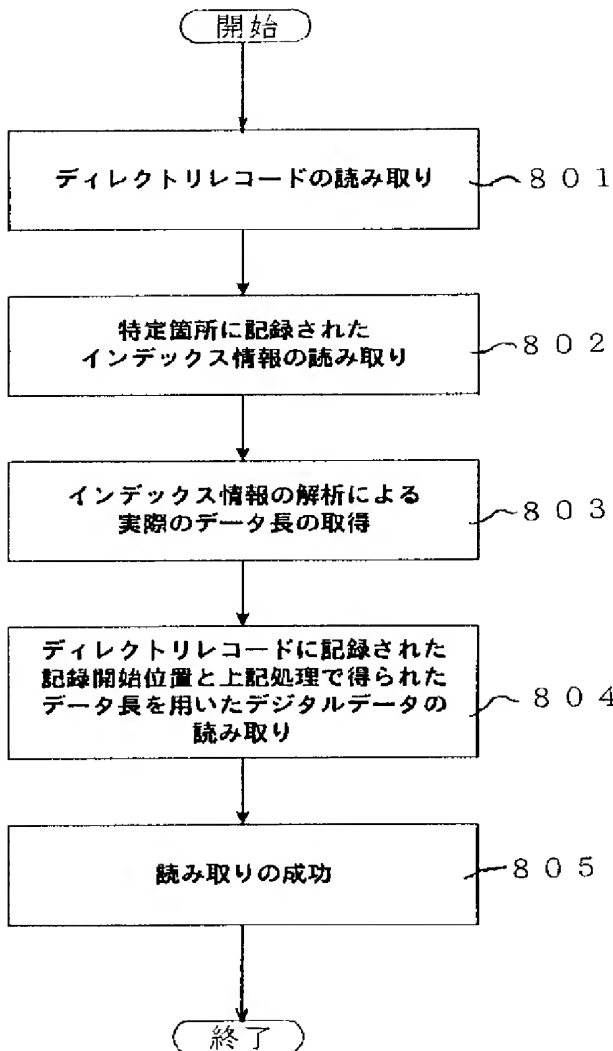 開始
ディレクトリレコードの読み取り
801
特定箇所に記録された
インデックス情報の読み取り
802
インデックス情報の解析による
実際のデータ長の取得
803
ディレクトリレコードに記録された
記録開始位置と上記処理で得られた
データ長を用いたデジタルデータの
読み取り
804
読み取りの成功
805
終了